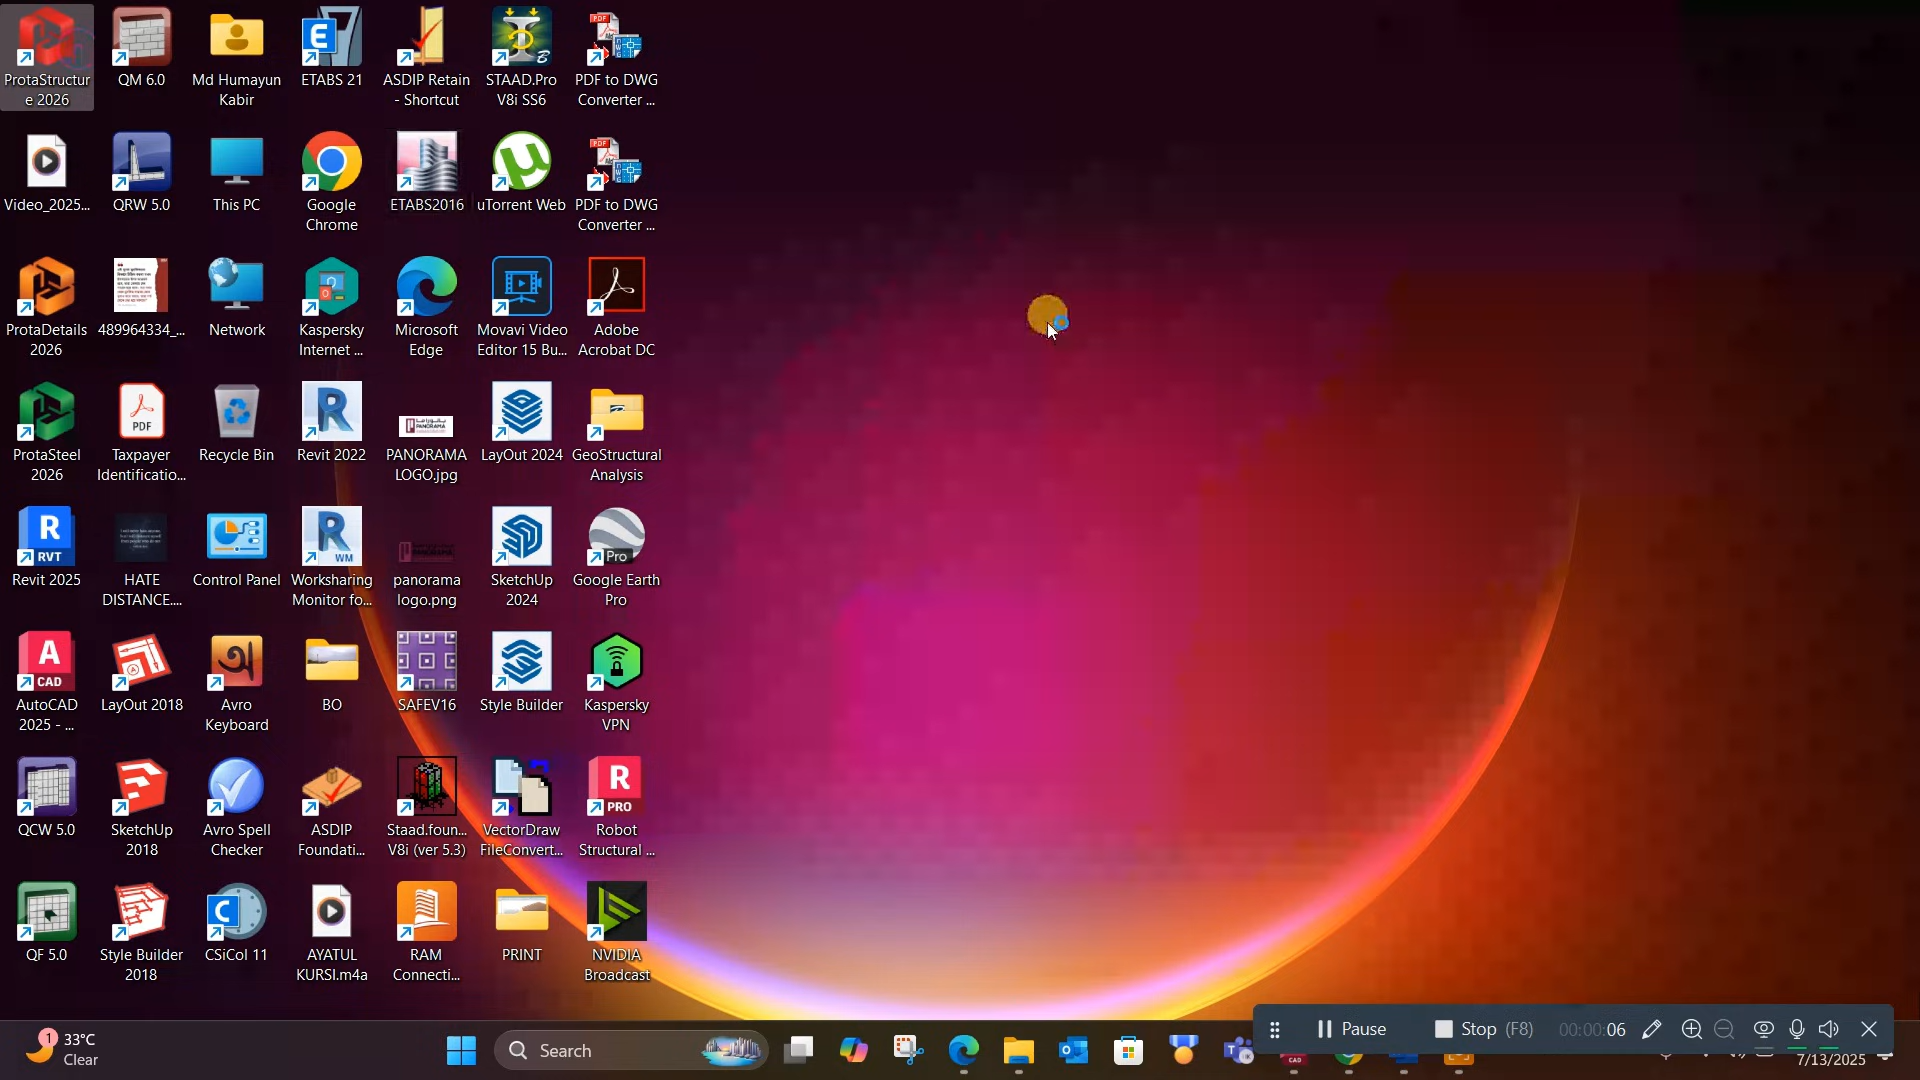 ProtaStructur
e 2026
QM 6.0
Md Humayun
Kabir
ETABS 21
ASDIP Retain
- Shortcut
STAAD.Pro
V8i SS6
PDF to DWG
Converter ...
Video_2025...
QRW 5.0
This PC
Google
Chrome
ETABS2016
uTorrent Web
PDF to DWG
Converter ...
ProtaDetails
2026
489964334_...
Network
Kaspersky
Internet ...
Microsoft
Edge
Movavi Video
Editor 15 Bu...
Adobe
Acrobat DC
ProtaSteel
2026
PDF
Taxpayer
Identificatio...
Recycle Bin
Revit 2022
PANORAMA
PANORAMA
LOGO.jpg
LayOut 2024
GeoStructural
Analysis
R
RVT
Revit 2025
HATE
DISTANCE....
Control Panel
WM
Worksharing
Monitor fo...
panorama
logo.png
SketchUp
2024
Pro
Google Earth
Pro
A
CAD
AutoCAD
2025 - ...
LayOut 2018
অ
Avro
Keyboard
BO
SAFEV16
Style Builder
Kaspersky
VPN
QCW 5.0
SketchUp
2018
Avro Spell
Checker
ASDIP
Foundati...
Staad.foun...
V8i (ver 5.3)
VectorDraw
FileConvert...
R
PRO
Robot
Structural ...
QF 5.0
Style Builder
2018
CSiCol 11
AYATUL
KURSI.m4a
RAM
Connecti...
PRINT
NVIDIA
Broadcast
Pause
Stop (F8)
00:00:06
1
33°C
Clear
Search
CAD
7/13/2025